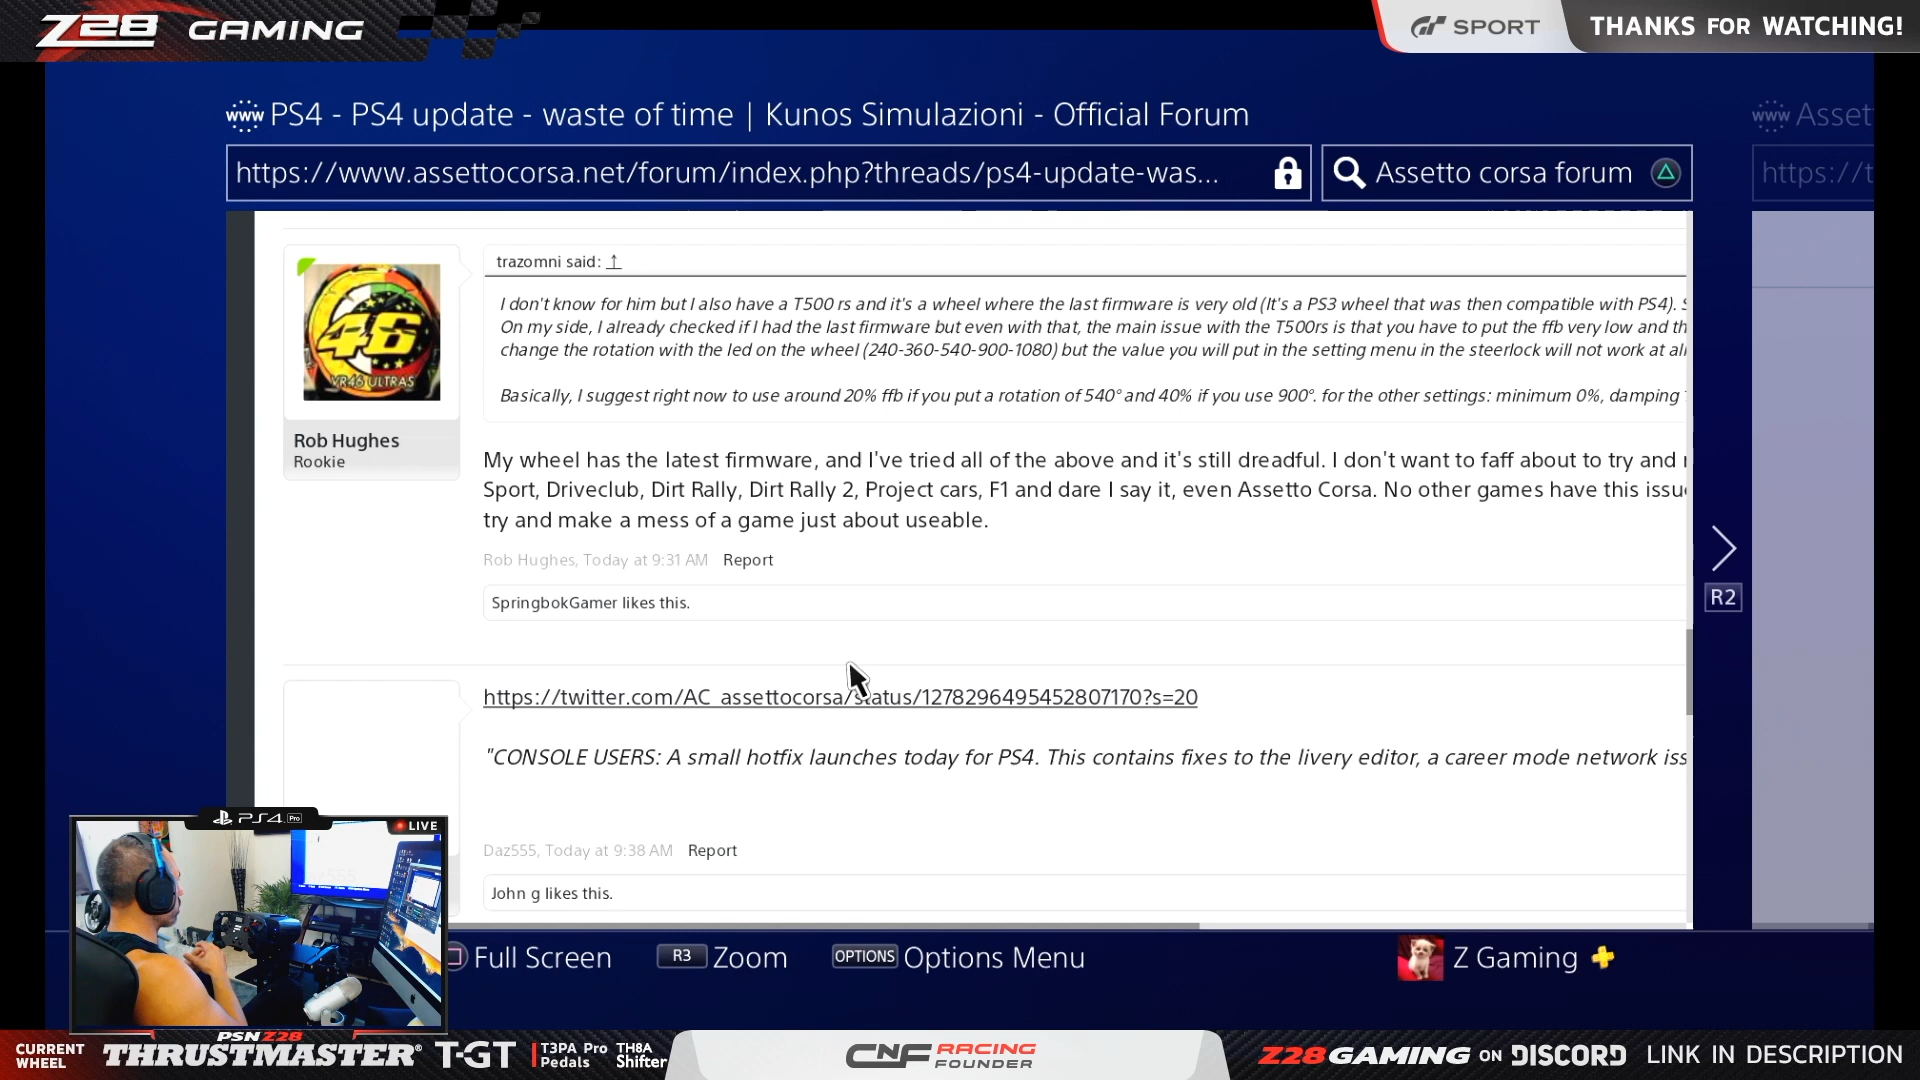 Z28 GAMING
GT SPORT
THANKS FOR WATCHING!
www PS4 - PS4 update - waste of time | Kunos Simulazioni - Official Forum
www Asset
https://www.assettocorsa.net/forum/index.php?threads/ps4-update-was...
Assetto corsa forum
https://t
trazomni said: ↑
I don't know for him but I also have a T500 rs and it's a wheel where the last firmware is very old (It's a PS3 wheel that was then compatible with PS4). S
On my side, I already checked if I had the last firmware but even with that, the main issue with the T500rs is that you have to put the ffb very low and th
change the rotation with the led on the wheel (240-360-540-900-1080) but the value you will put in the setting menu in the steerlock will not work at al
Basically, I suggest right now to use around 20% ffb if you put a rotation of 540° and 40% if you use 900°. for the other settings: minimum 0%, damping
46
VR46 ULTRAS
Rob Hughes
Rookie
My wheel has the latest firmware, and I've tried all of the above and it's still dreadful. I don't want to faff about to try and
Sport, Driveclub, Dirt Rally, Dirt Rally 2, Project cars, F1 and dare I say it, even Assetto Corsa. No other games have this issu
try and make a mess of a game just about useable.
Rob Hughes, Today at 9:31 AM Report
SpringbokGamer likes this.
R2
https://twitter.com/AC_assettocorsa/status/1278296495452807170?s=20
"CONSOLE USERS: A small hotfix launches today for PS4. This contains fixes to the livery editor, a career mode network iss
Daz555, Today at 9:38 AM Report
John g likes this.
PS4 Pro
LIVE
Full Screen
R3 Zoom
OPTIONS Options Menu
Z Gaming
PSN Z28
CURRENT WHEEL
THRUSTMASTER T-GT
T3PA Pro Pedals
TH8A Shifter
CNF RACING FOUNDER
Z28GAMING ON DISCORD LINK IN DESCRIPTION